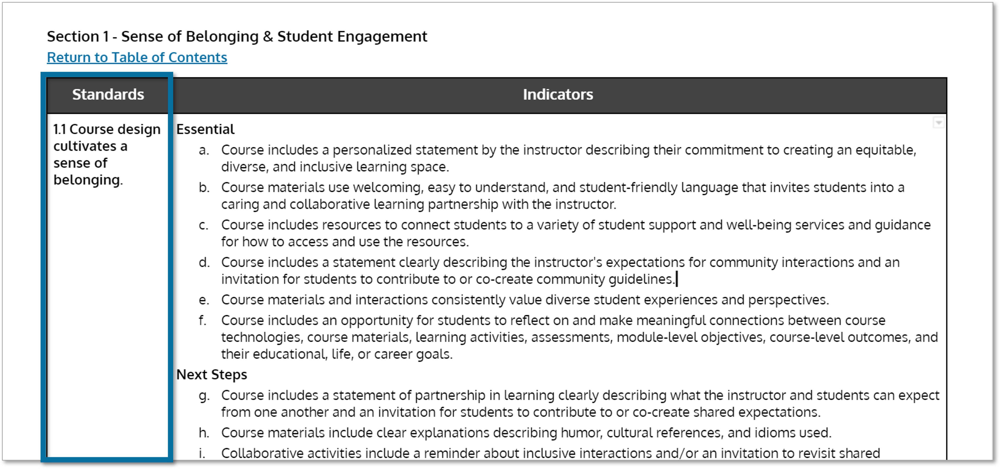 Section 1 - Sense of Belonging & Student Engagement
Return to Table of Contents
Standards
Indicators
1.1 Course design
cultivates a
sense of
belonging.
Essential
a. Course includes a personalized statement by the instructor describing their commitment to creating an equitable,
diverse, and inclusive learning space.
b. Course materials use welcoming, easy to understand, and student-friendly language that invites students into a
caring and collaborative learning partnership with the instructor.
c. Course includes resources to connect students to a variety of student support and well-being services and guidance
for how to access and use the resources.
d. Course includes a statement clearly describing the instructor's expectations for community interactions and an
invitation for students to contribute to or co-create community guidelines.
e. Course materials and interactions consistently value diverse student experiences and perspectives.
f. Course includes an opportunity for students to reflect on and make meaningful connections between course
technologies, course materials, learning activities, assessments, module-level objectives, course-level outcomes, and
their educational, life, or career goals.
Next Steps
g. Course includes a statement of partnership in learning clearly describing what the instructor and students can expect
from one another and an invitation for students to contribute to or co-create shared expectations.
h. Course materials include clear explanations describing humor, cultural references, and idioms used.
i. Collaborative activities include a reminder about inclusive interactions and/or an invitation to revisit shared